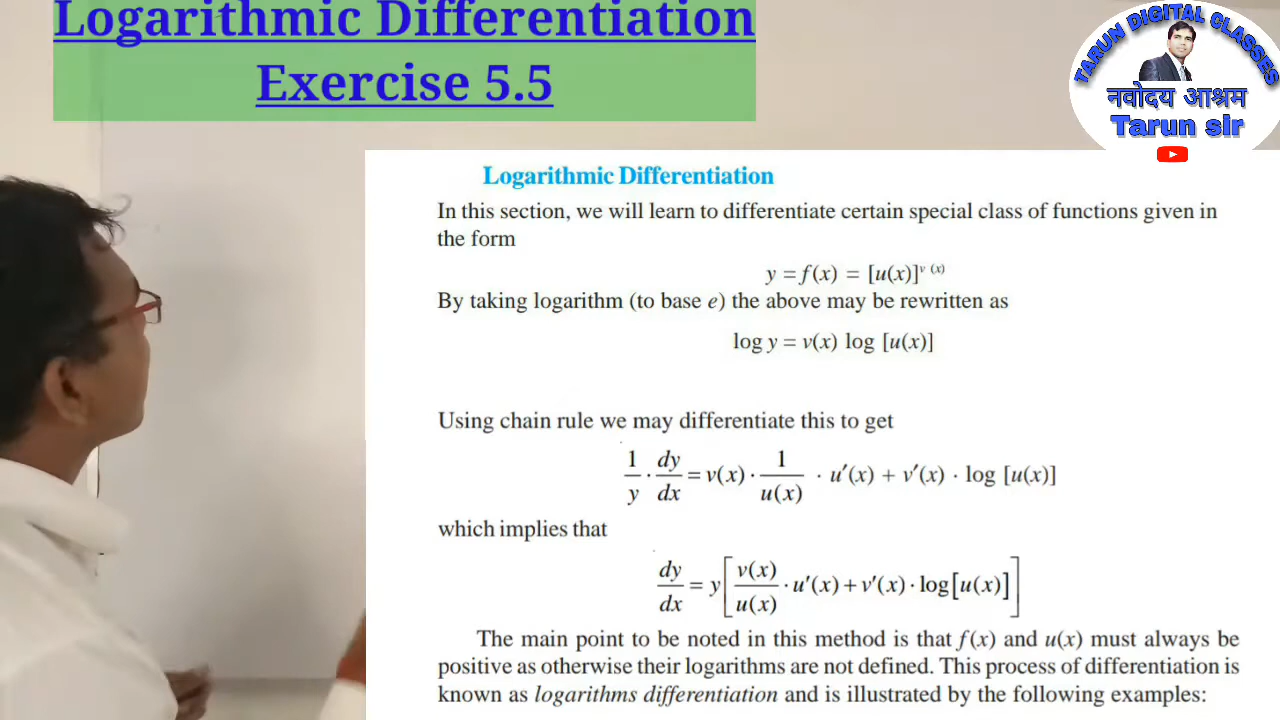 Logarithmic Differentiation
Exercise 5.5
TARUN DIGITAL CLASSES
नवोदय आश्रम
Tarun sir
Logarithmic Differentiation
In this section, we will learn to differentiate certain special class of functions given in
the form
y = f(x) = [u(x)]^{v (x)}
By taking logarithm (to base e) the above may be rewritten as
log y = v(x) log [u(x)]
Using chain rule we may differentiate this to get
1/y · dy/dx = v(x) · 1/u(x) · u′(x) + v′(x) · log [u(x)]
which implies that
dy/dx = y[v(x)/u(x) · u′(x) + v′(x) · log[u(x)]]
The main point to be noted in this method is that f(x) and u(x) must always be
positive as otherwise their logarithms are not defined. This process of differentiation is
known as logarithms differentiation and is illustrated by the following examples: